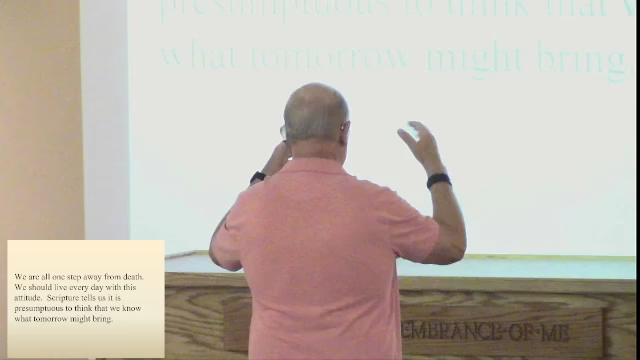 presumptuous to think that w
what tomorrow might bring
EMBRANCE OF ME
We are all one step away from death.
We should live every day with this
attitude.  Scripture tells us it is
presumptuous to think that we know
what tomorrow might bring.